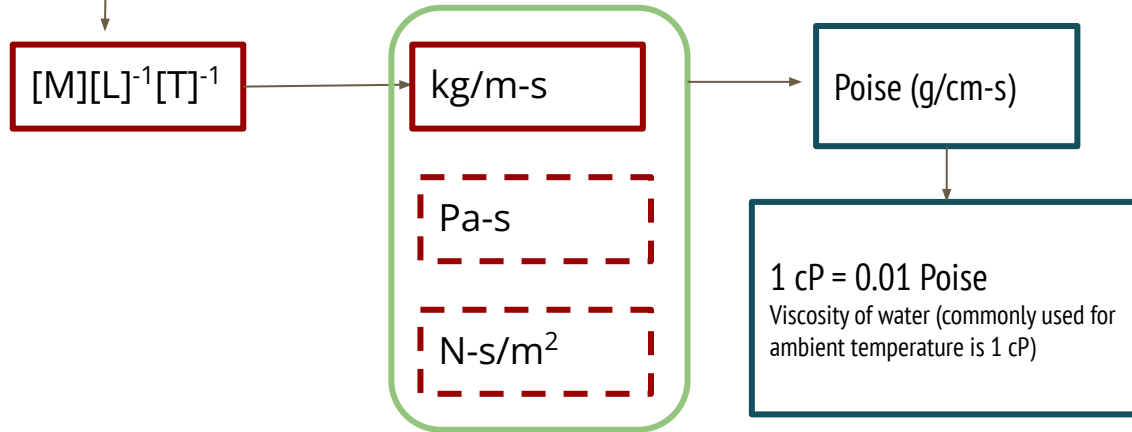 [M][L]⁻¹[T]⁻¹
kg/m-s
Pa-s
N-s/m²
Poise (g/cm-s)
1 cP = 0.01 Poise
Viscosity of water (commonly used for
ambient temperature is 1 cP)